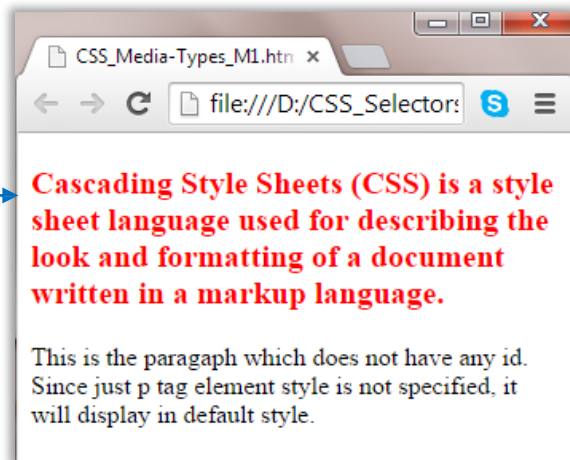 CSS_Media-Types_M1.htm
file:///D:/CSS_Selectors
Cascading Style Sheets (CSS) is a style
sheet language used for describing the
look and formatting of a document
written in a markup language.
This is the paragaph which does not have any id.
Since just p tag element style is not specified, it
will display in default style.